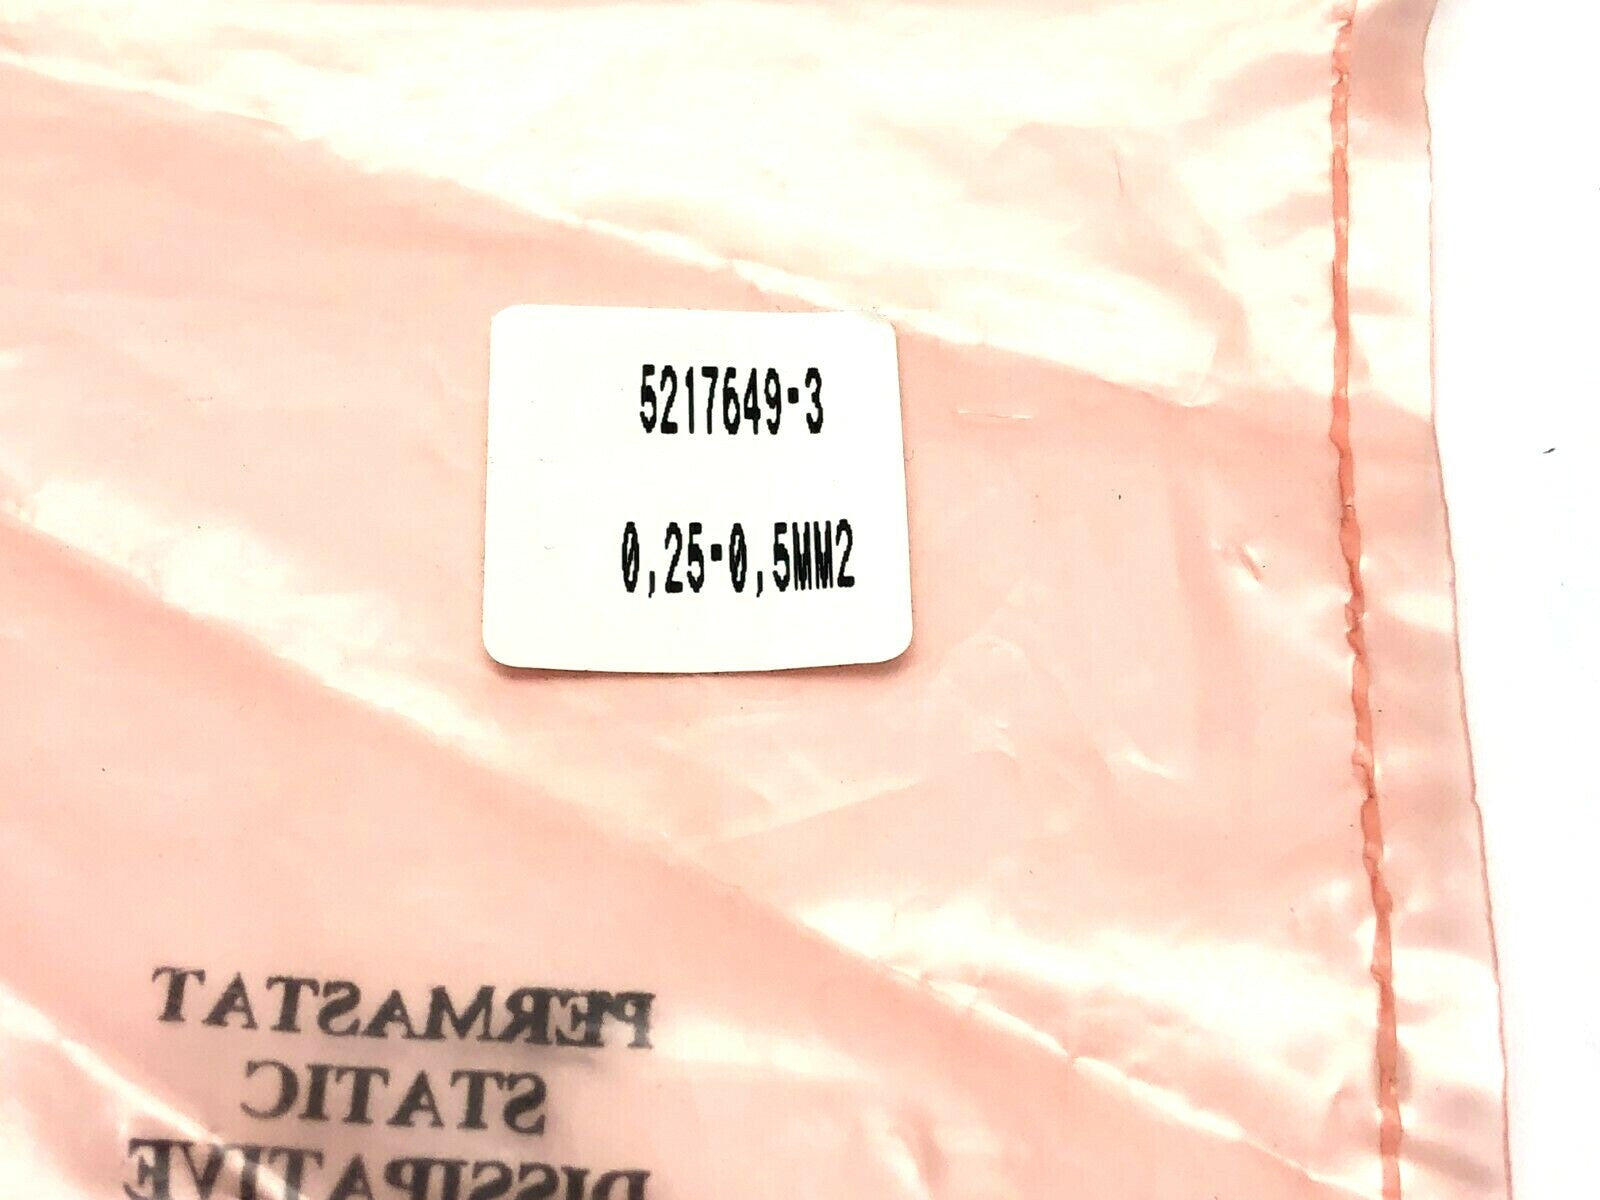 5217649-3
0,25-0,5MM2
PERMASTAT
STATIC
DISSIPATIVE